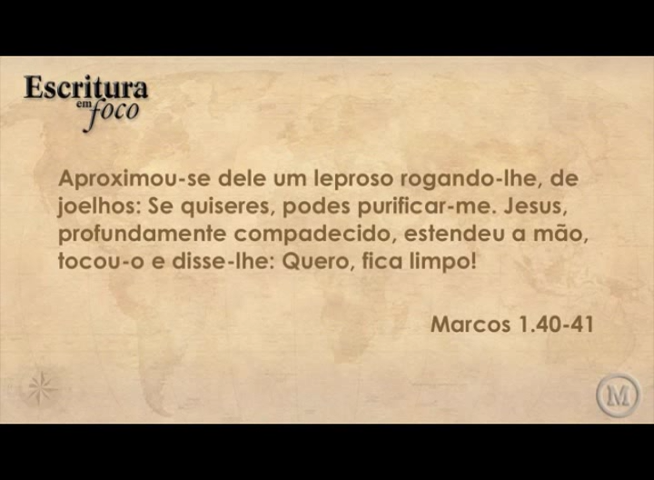 Escritura
em
foco
Aproximou-se dele um leproso rogando-lhe, de
joelhos: Se quiseres, podes purificar-me. Jesus,
profundamente compadecido, estendeu a mão,
tocou-o e disse-lhe: Quero, fica limpo!
Marcos 1.40-41
M